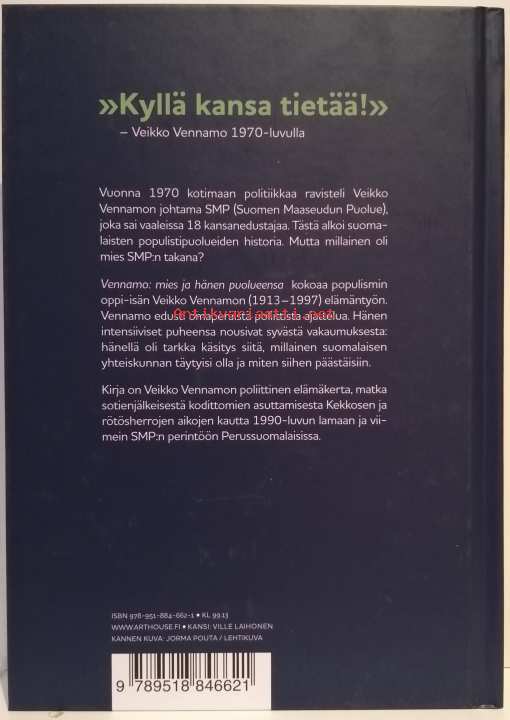 »Kyllä kansa tietää!»
– Veikko Vennamo 1970-luvulla
Vuonna 1970 kotimaan politiikkaa ravisteli Veikko
Vennamon johtama SMP (Suomen Maaseudun Puolue),
joka sai vaaleissa 18 kansanedustajaa. Tästä alkoi suoma-
laisten populistipuolueiden historia. Mutta millainen oli
mies SMP:n takana?
Vennamo: mies ja hänen puolueensa kokoaa populismin
oppi-isän Veikko Vennamon (1913–1997) elämäntyön.
Antikvariaatti.net
Vennamo edusti omaperäistä poliittista ajattelua. Hänen
intensiiviset puheensa nousivat syvästä vakaumuksesta:
hänellä oli tarkka käsitys siitä, millainen suomalaisen
yhteiskunnan täytyisi olla ja miten siihen päästäisiin.
Kirja on Veikko Vennamon poliittinen elämäkerta, matka
sotienjälkeisestä kodittomien asuttamisesta Kekkosen ja
rötösherrojen aikojen kautta 1990-luvun lamaan ja vii-
mein SMP:n perintöön Perussuomalaisissa.
ISBN 978-951-884-662-1 • KL 99.13
WWW.ARTHOUSE.FI • KANSI: VILLE LAIHONEN
KANNEN KUVA: JORMA POUTA / LEHTIKUVA
9 789518 846621